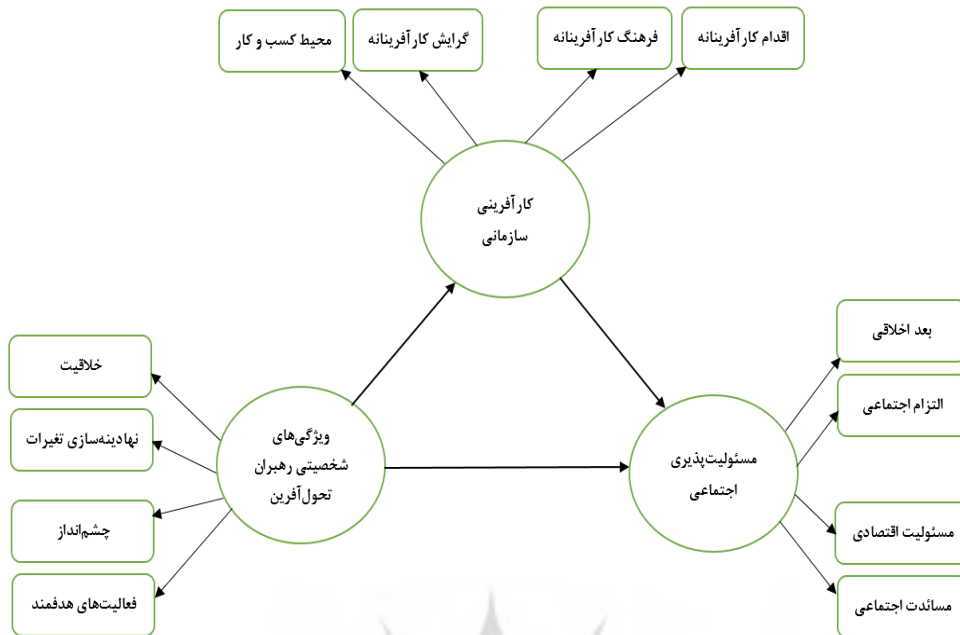 اقدام کارآفرینانه
فرهنگ کارآفرینانه
گرایش کارآفرینانه
محیط کسب و کار
کارآفرینی
سازمانی
بعد اخلاقی
التزام اجتماعی
مسئولیت اقتصادی
مسائدت اجتماعی
مسئولیت‌پذیری
اجتماعی
ویژگی‌های
شخصیتی رهبران
تحول‌آفرین
خلاقیت
نهادینه‌سازی تغیرات
چشم‌انداز
فعالیت‌های هدفمند